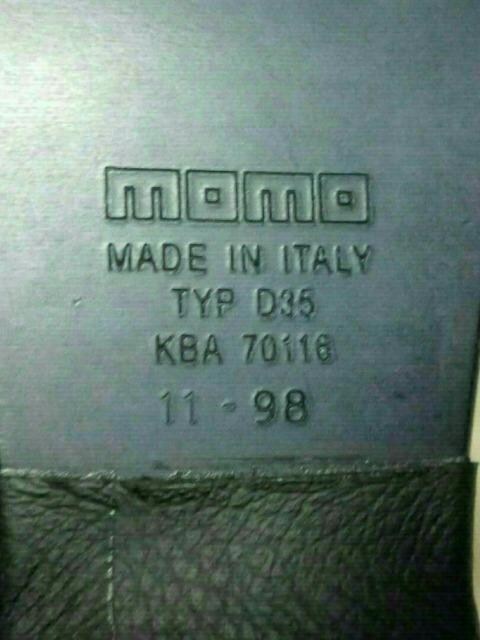 momo
MADE IN ITALY
TYP D35
KBA 70116
11 - 98